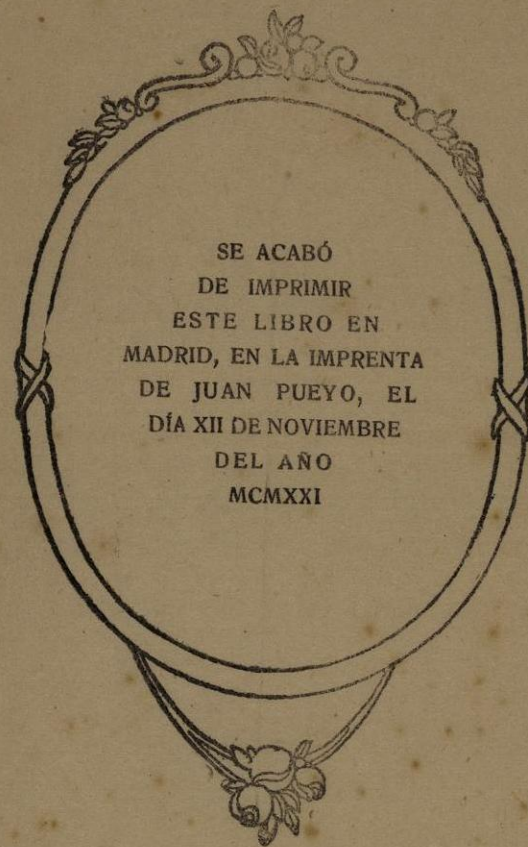 SE ACABÓ
DE IMPRIMIR
ESTE LIBRO EN
MADRID, EN LA IMPRENTA
DE JUAN PUEYO, EL
DÍA XII DE NOVIEMBRE
DEL AÑO
MCMXXI